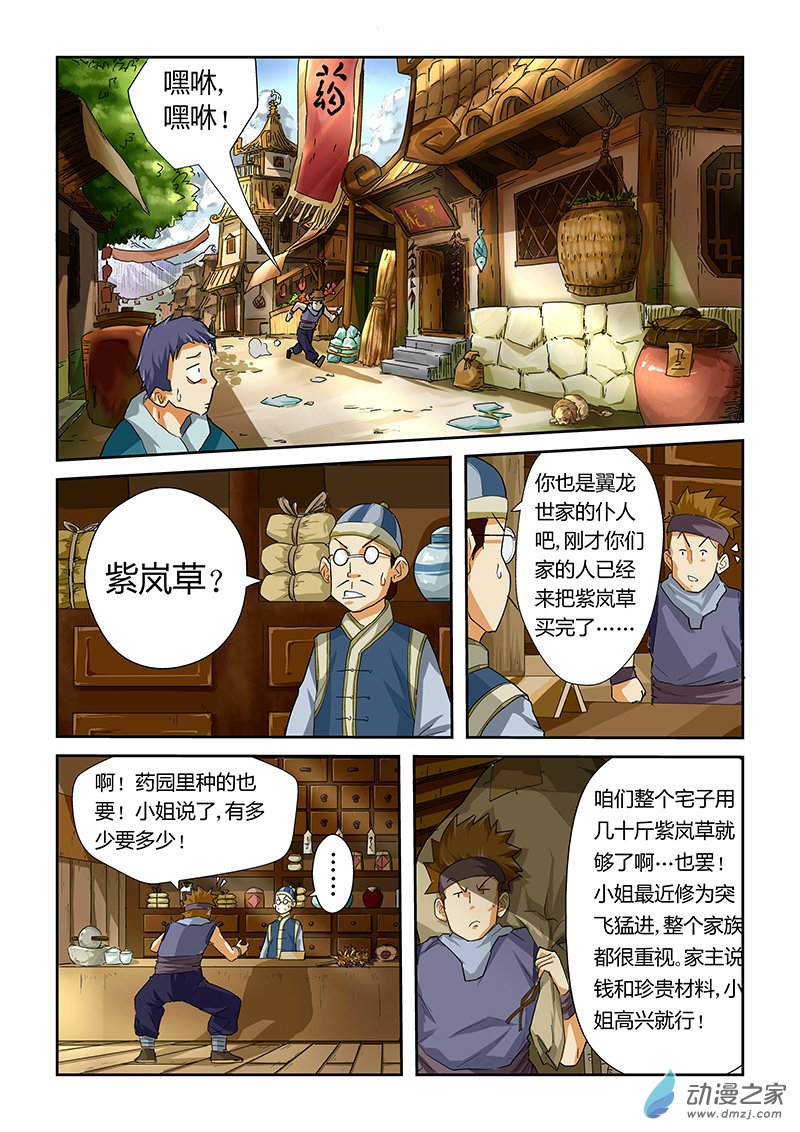 嘿咻,
嘿咻!
药
紫岚草?
你也是翼龙
世家的仆人
吧,刚才你们
家的人已经
来把紫岚草
买完了……
啊!药园里种的也
要!小姐说了,有多
少要多少!
……
咱们整个宅子用
几十斤紫岚草就
够了啊…也罢!
小姐最近修为突
飞猛进,整个家族
都很重视。家主说
钱和珍贵材料,小
姐高兴就行!
动漫之家
www.dmzj.com